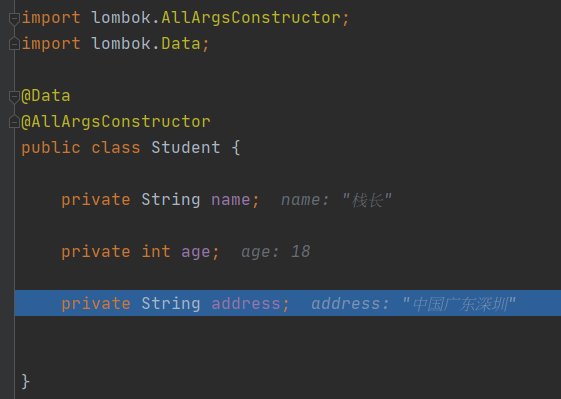 import lombok.AllArgsConstructor;
import lombok.Data;
@Data
@AllArgsConstructor
public class Student {
private String name; name: "栈长"
private int age; age: 18
private String address; address: "中国广东深圳"
}